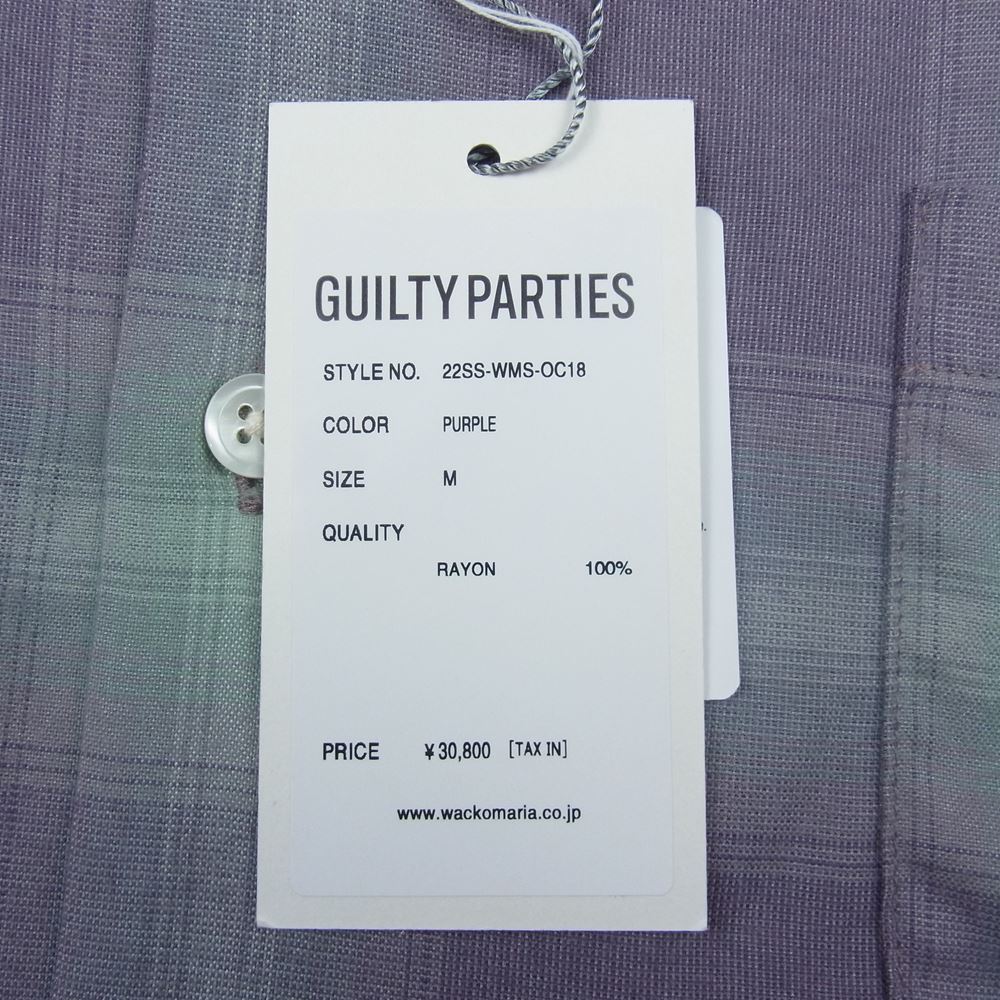 GUILTY PARTIES
STYLE NO. 22SS-WMS-OC18
COLOR PURPLE
SIZE M
QUALITY
RAYON 100%
PRICE ¥30,800 [TAX IN]
www.wackomaria.co.jp